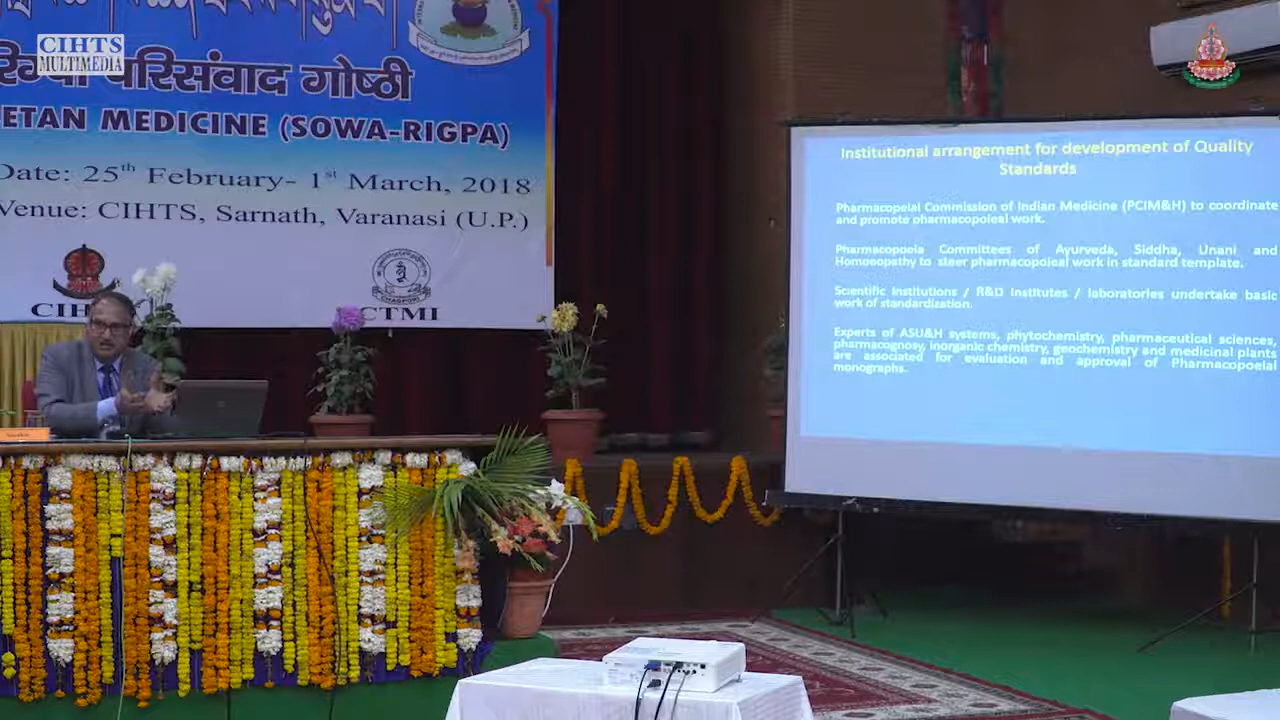 CIHTS
MULTIMEDIA
परिसंवाद गोष्ठी
ETAN MEDICINE (SOWA-RIGPA)
Date: 25th February- 1st March, 2018
Venue: CIHTS, Sarnath, Varanasi (U.P.)
CIH
CTMI
Institutional arrangement for development of Quality
Standards
Pharmacopeial Commission of Indian Medicine (PCIM&H) to coordinate
and promote pharmacopoieal work.
Pharmacopoeia Committees of Ayurveda, Siddha, Unani and
Homoeopathy to steer pharmacopoieal work in standard template.
Scientific Institutions / R&D Institutes / laboratories undertake basic
work of standardization.
Experts of ASU&H systems, phytochemistry, pharmaceutical sciences,
pharmacognosy, inorganic chemistry, geochemistry and medicinal plants
are associated for evaluation and approval of Pharmacopoeial
monographs.